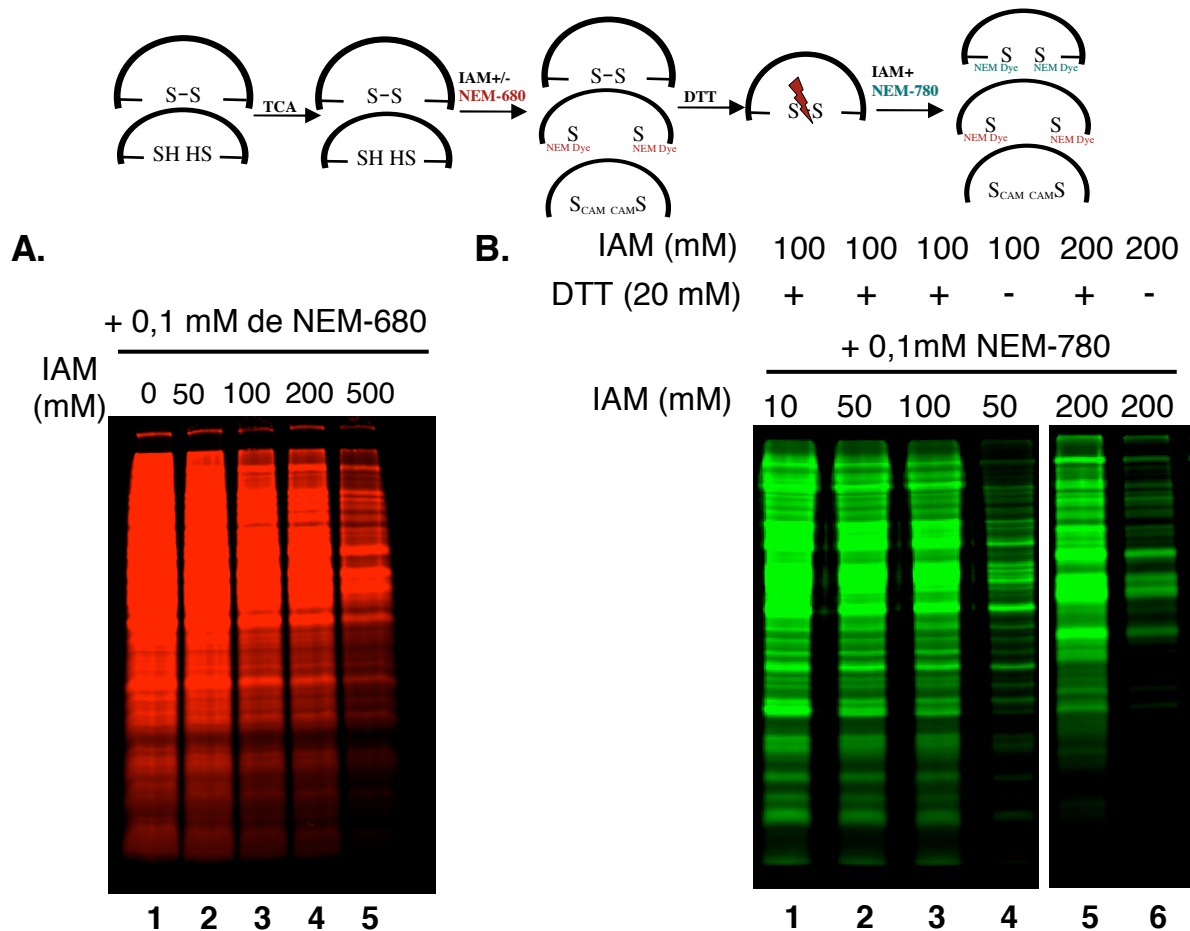 S-S
SH HS
TCA
S-S
SH HS
IAM+/-
NEM-680
S-S
S S
NEM Dye NEM Dye
SCAM CAMS
DTT
S S
IAM+
NEM-780
S S
NEM Dye NEM Dye
S S
NEM Dye NEM Dye
SCAM CAMS
A.
+ 0,1 mM de NEM-680
IAM
(mM)
0 50 100 200 500
1 2 3 4 5
B.
IAM (mM) 100 100 100 100 200 200
DTT (20 mM) + + + - + -
+ 0,1mM NEM-780
IAM (mM) 10 50 100 50 200 200
1 2 3 4 5 6